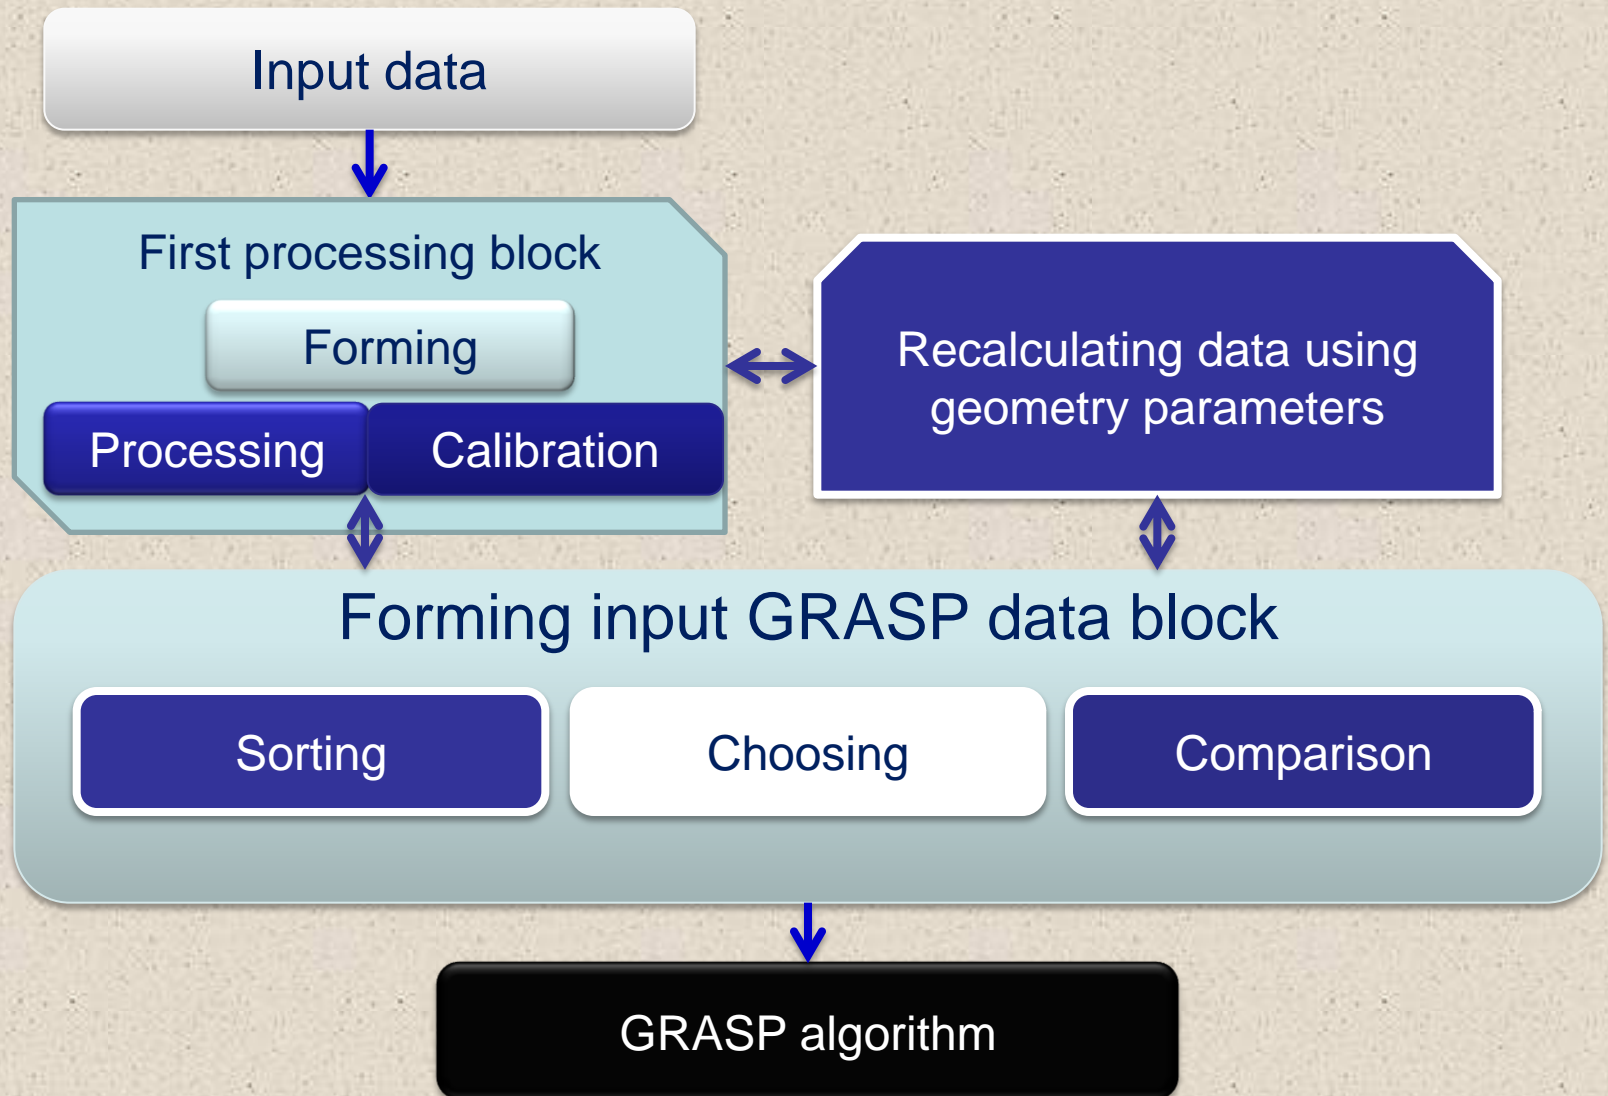 Input data
First processing block
Forming
Processing
Calibration
Recalculating data using
geometry parameters
Forming input GRASP data block
Sorting
Choosing
Comparison
GRASP algorithm